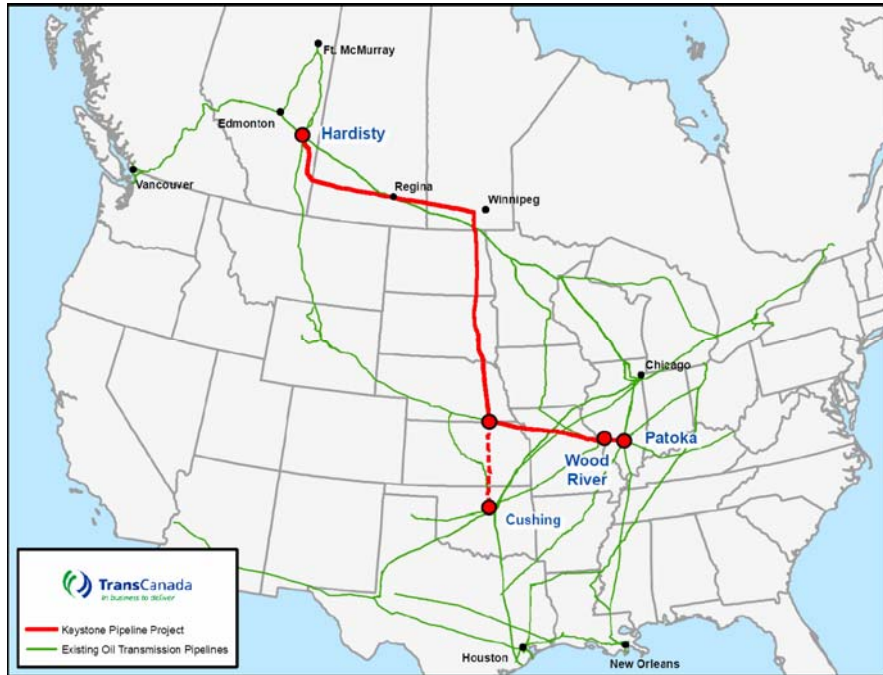 Ft. McMurray
Edmonton
Hardisty
Vancouver
Regina
Winnipeg
Chicago
Patoka
Wood
River
Cushing
TransCanada
In business to deliver
Keystone Pipeline Project
Existing Oil Transmission Pipelines
Houston
New Orleans